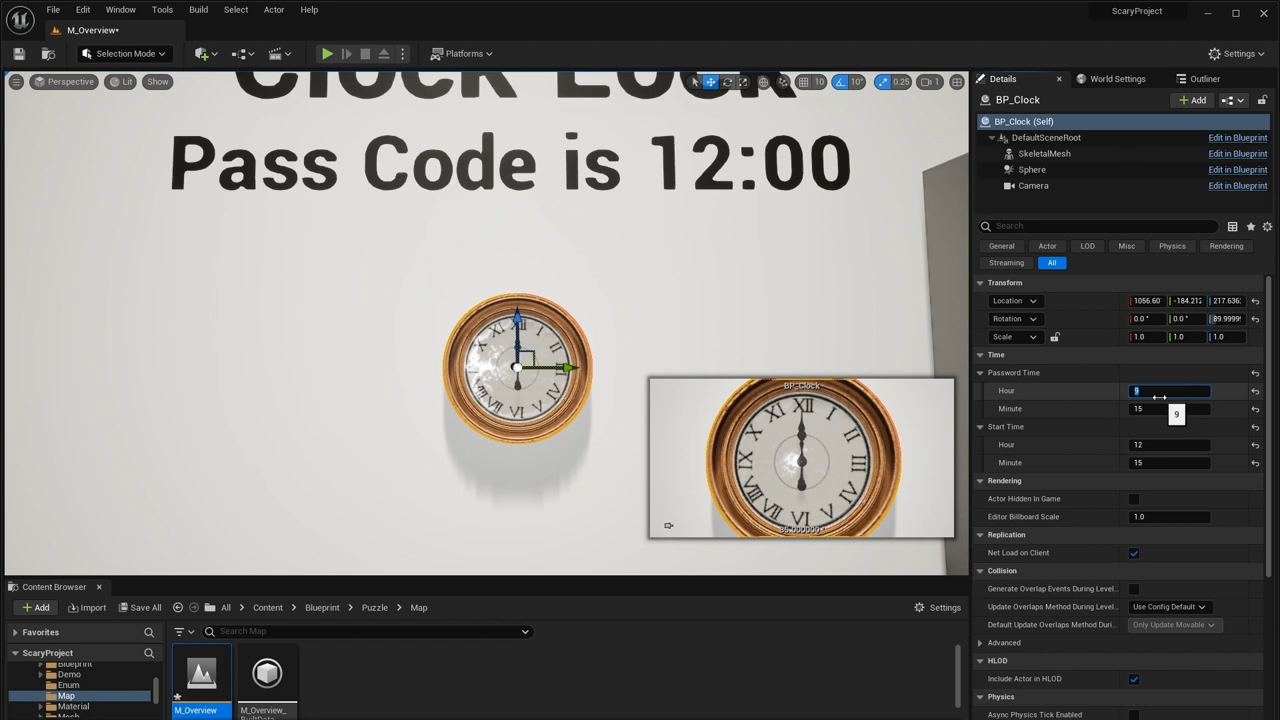 File Edit Window Tools Build Select Actor Help
ScaryProject
M_Overview*
Selection Mode
Platforms
Settings
Perspective
Lit
Show
10
10°
0.25
1
Pass Code is 12:00
XII
BP_Clock
Details
World Settings
Outliner
BP_Clock
Add
BP_Clock (Self)
DefaultSceneRoot Edit in Blueprint
SkeletalMesh Edit in Blueprint
Sphere Edit in Blueprint
Camera Edit in Blueprint
Search
General Actor LOD Misc Physics Rendering
Streaming All
Transform
Location 1056.60 -184.212 217.636
Rotation 0.0 ° 0.0 ° 89.9999
Scale 1.0 1.0 1.0
Time
Password Time
Hour 9
Minute 15
9
Start Time
Hour 12
Minute 15
Rendering
Actor Hidden In Game
Editor Billboard Scale 1.0
Replication
Net Load on Client
Collision
Generate Overlap Events During Level...
Update Overlaps Method During Level... Use Config Default
Default Update Overlaps Method Duri... Only Update Movable
Advanced
HLOD
Include Actor in HLOD
Physics
Async Physics Tick Enabled
Content Browser
Add Import Save All All Content Blueprint Puzzle Map Settings
Favorites
Search Map
ScaryProject
Blueprint
Demo
Enum
Map
Material
M_Overview
M_Overview_